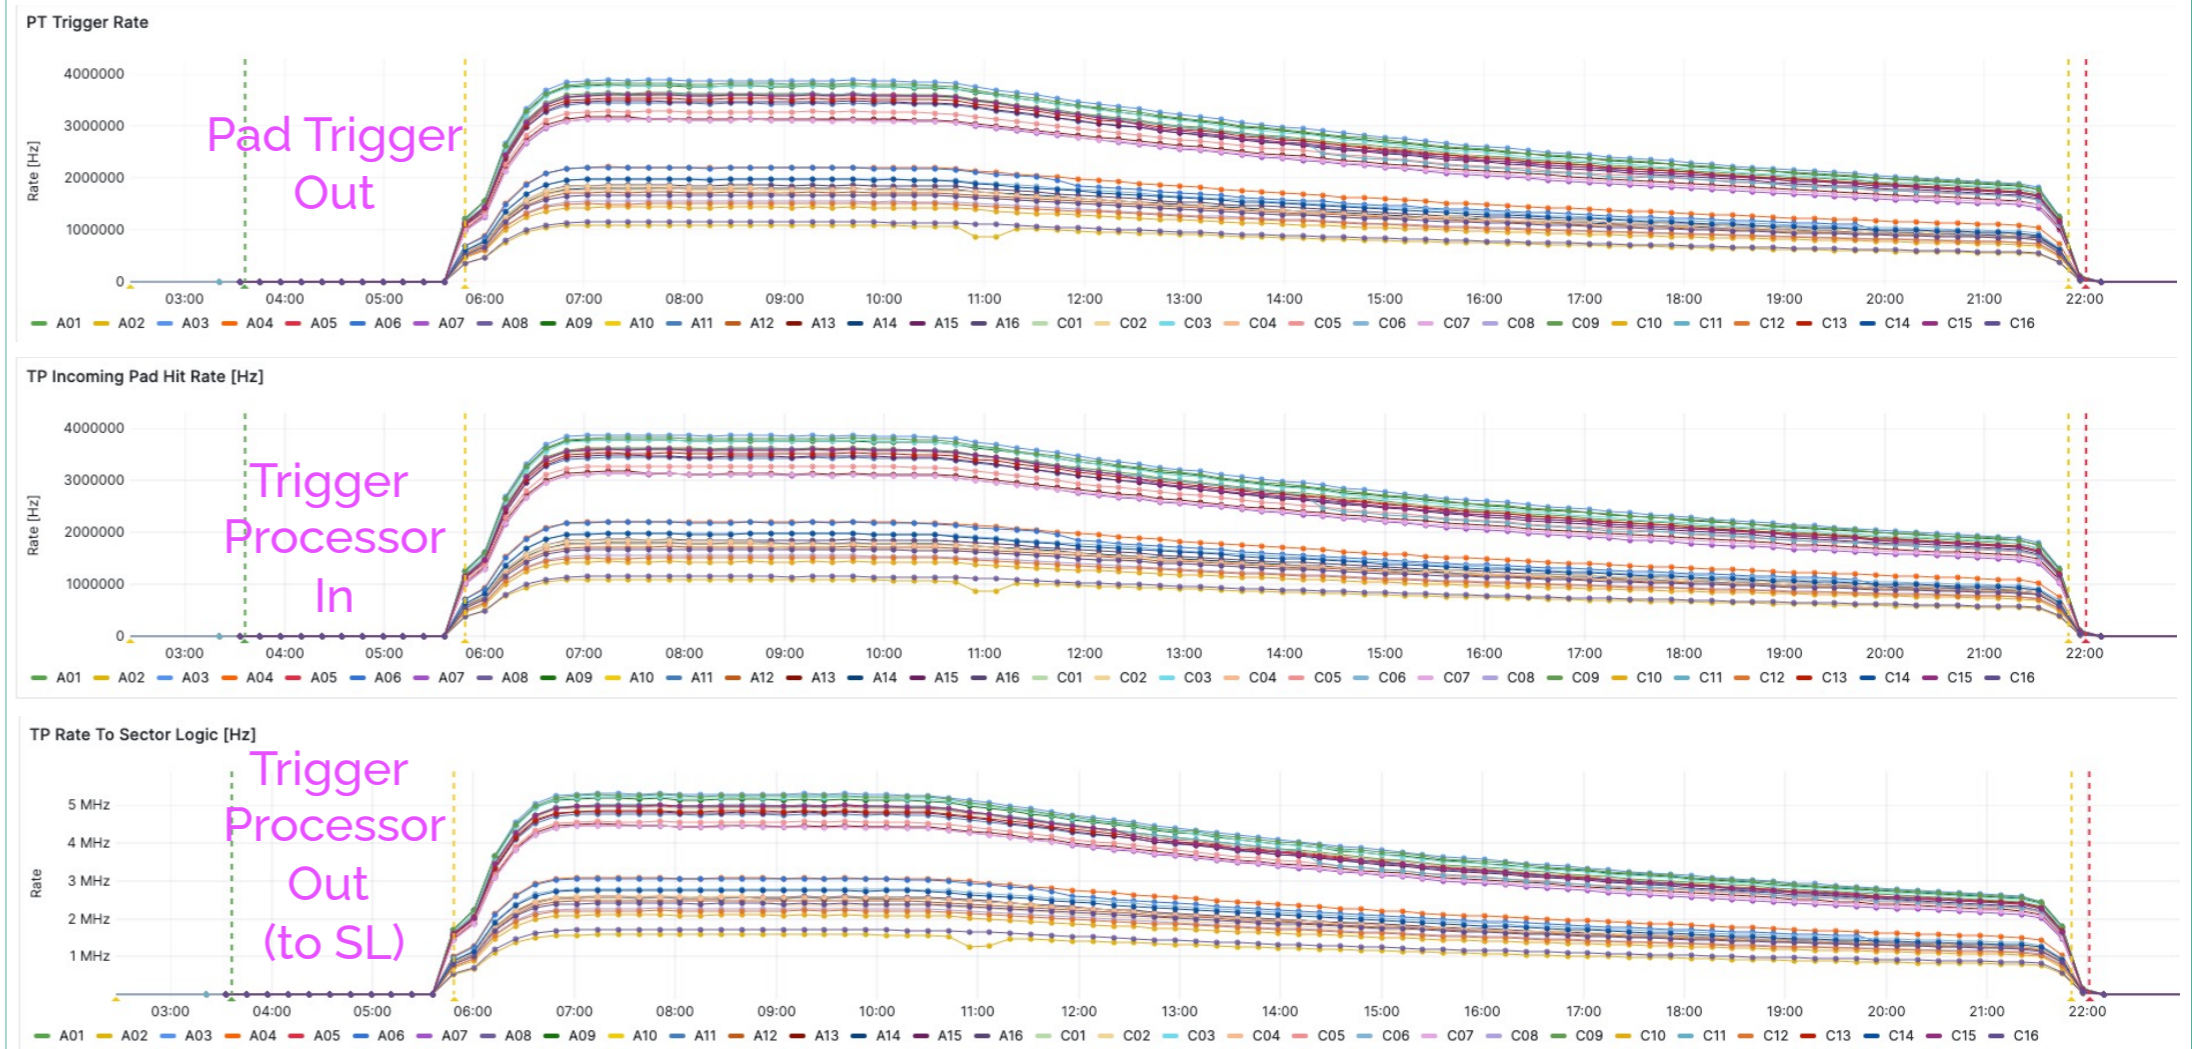 PT Trigger Rate
4000000
3000000
2000000
1000000
0
Rate [Hz]
Pad Trigger
Out
03:00 04:00 05:00 06:00 07:00 08:00 09:00 10:00 11:00 12:00 13:00 14:00 15:00 16:00 17:00 18:00 19:00 20:00 21:00 22:00
A01 A02 A03 A04 A05 A06 A07 A08 A09 A10 A11 A12 A13 A14 A15 A16 C01 C02 C03 C04 C05 C06 C07 C08 C09 C10 C11 C12 C13 C14 C15 C16
TP Incoming Pad Hit Rate [Hz]
4000000
3000000
2000000
1000000
0
Rate [Hz]
Trigger
Processor
In
03:00 04:00 05:00 06:00 07:00 08:00 09:00 10:00 11:00 12:00 13:00 14:00 15:00 16:00 17:00 18:00 19:00 20:00 21:00 22:00
A01 A02 A03 A04 A05 A06 A07 A08 A09 A10 A11 A12 A13 A14 A15 A16 C01 C02 C03 C04 C05 C06 C07 C08 C09 C10 C11 C12 C13 C14 C15 C16
TP Rate To Sector Logic [Hz]
5 MHz
4 MHz
3 MHz
2 MHz
1 MHz
Rate
Trigger
Processor
Out
(to SL)
03:00 04:00 05:00 06:00 07:00 08:00 09:00 10:00 11:00 12:00 13:00 14:00 15:00 16:00 17:00 18:00 19:00 20:00 21:00 22:00
A01 A02 A03 A04 A05 A06 A07 A08 A09 A10 A11 A12 A13 A14 A15 A16 C01 C02 C03 C04 C05 C06 C07 C08 C09 C10 C11 C12 C13 C14 C15 C16